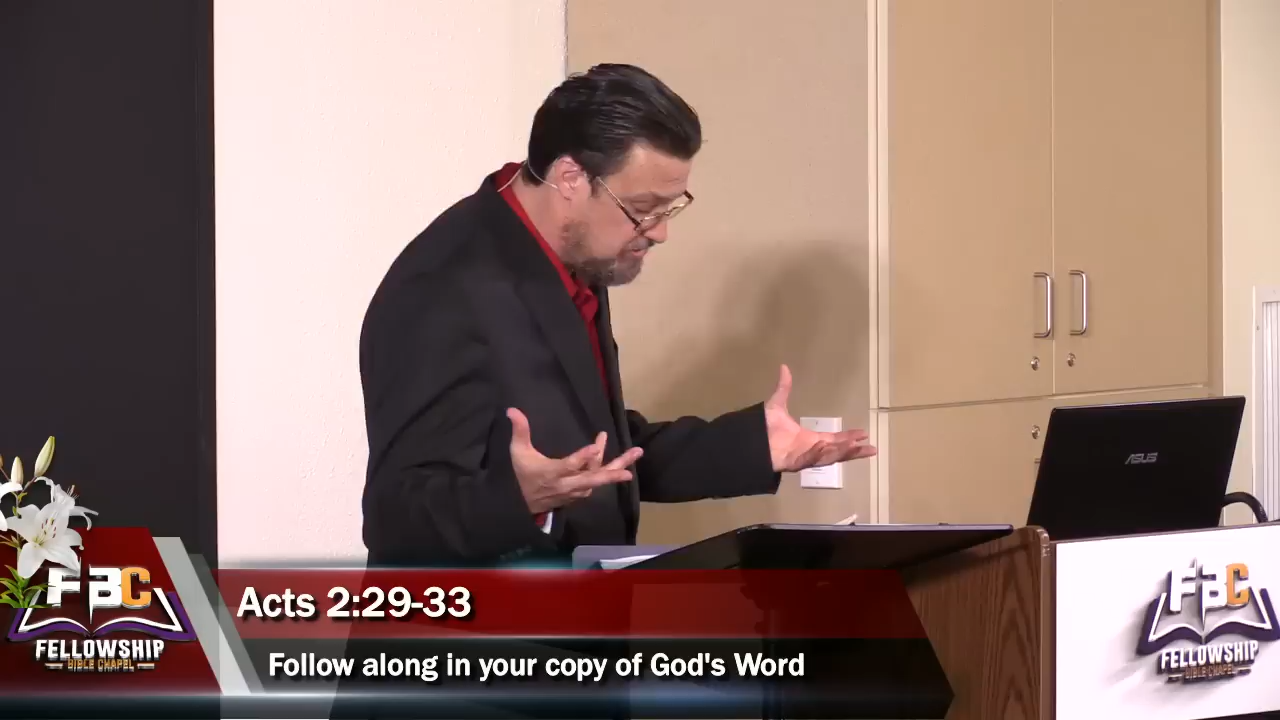 ASUS
Acts 2:29-33
Follow along in your copy of God's Word
FBC
FELLOWSHIP
BIBLE CHAPEL
FBC
FELLOWSHIP
BIBLE CHAPEL